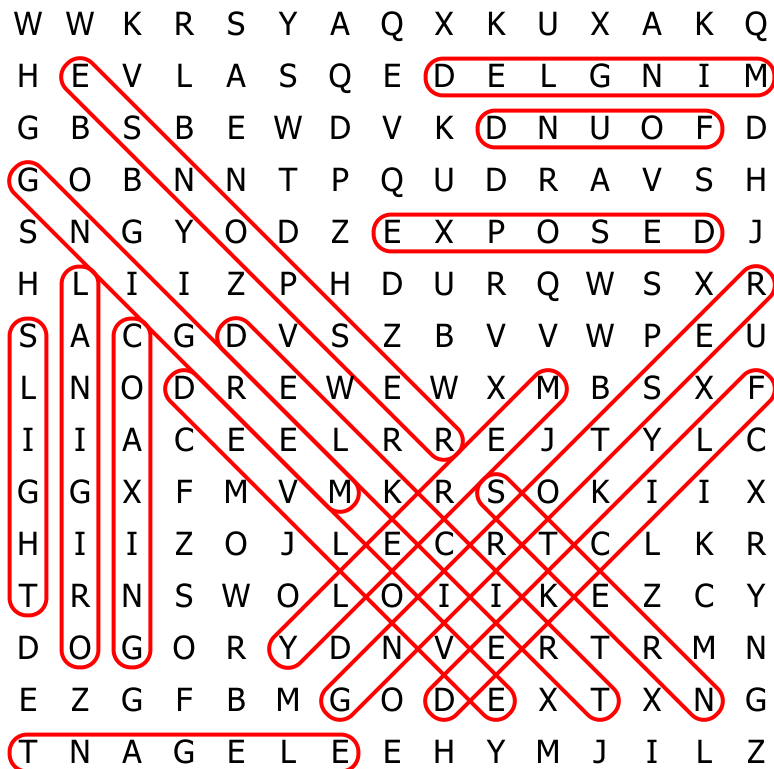 W W K R S Y A Q X K U X A K Q
H E V L A S Q E D E L G N I M
G B S B E W D V K D N U O F D
G O B N N T P Q U D R A V S H
S N G Y O D Z E X P O S E D J
H L I I Z P H D U R Q W S X R
S A C G D V S Z B V V W P E U
L N O D R E W E W X M B S X F
I I A C E E L R R E J T Y L C
G G X F M V M K R S O K I I X
H I I Z O J L E C R T C L K R
T R N S W O L O I I K E Z C Y
D O G O R Y D N V E R T R M N
E Z G F B M G O D E X T X N G
T N A G E L E E H Y M J I L Z